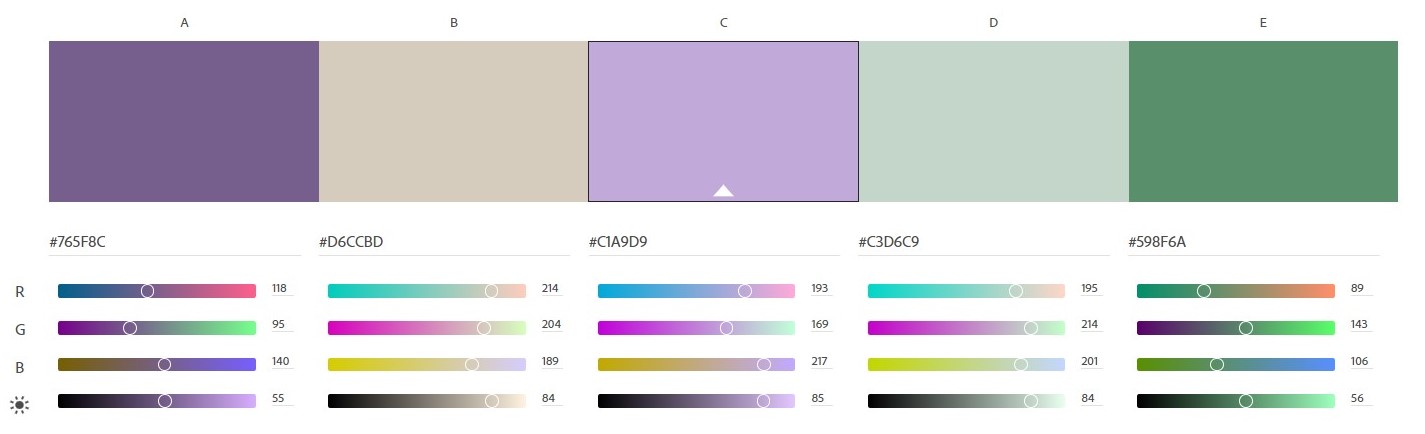 A B C D E
#765F8C #D6CCBD #C1A9D9 #C3D6C9 #598F6A
R 118 214 193 195 89
G 95 204 169 214 143
B 140 189 217 201 106
55 84 85 84 56